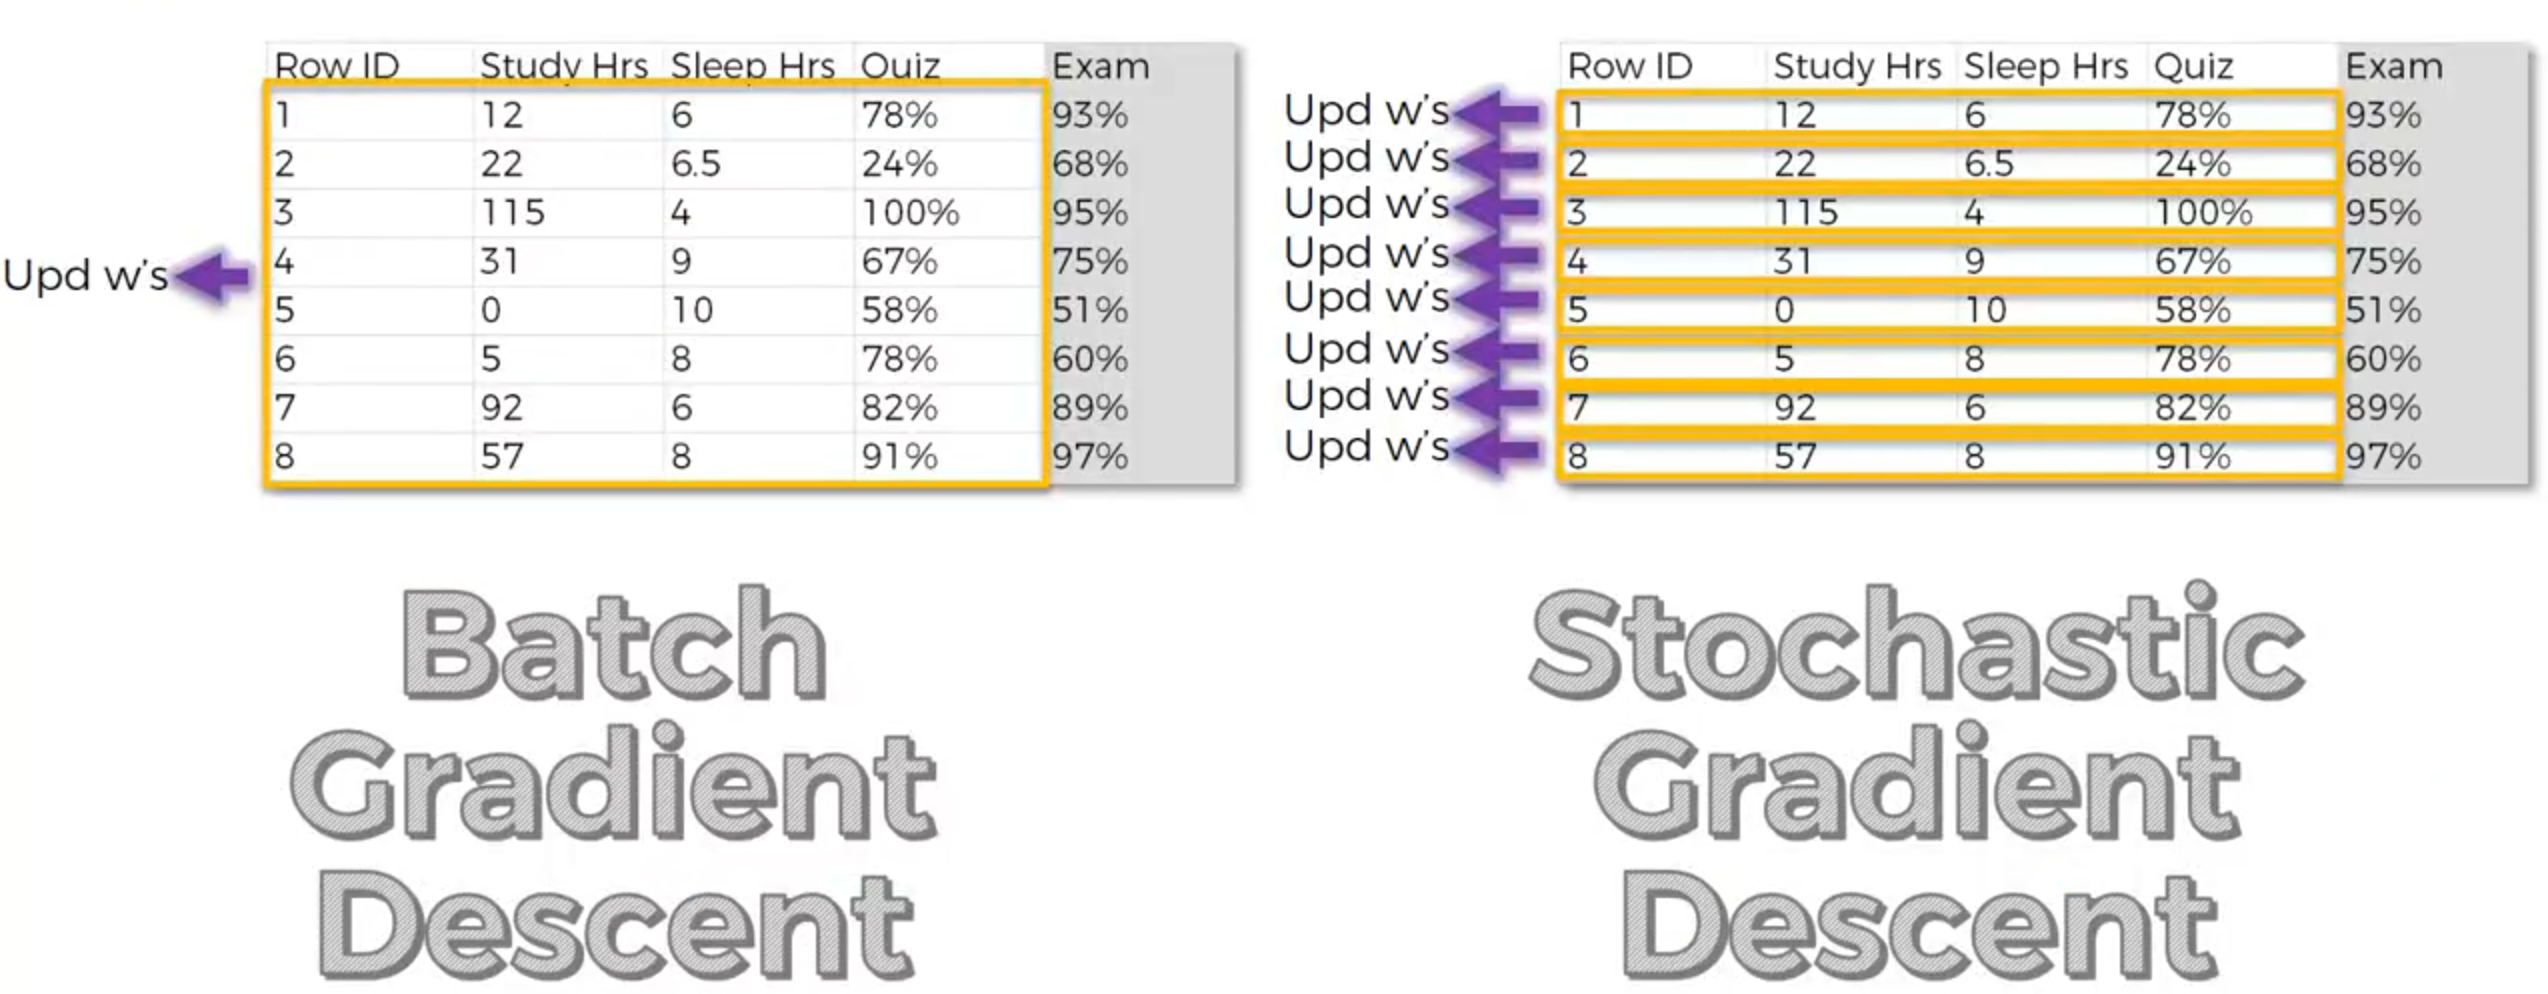 Row ID Study Hrs Sleep Hrs Quiz Exam
1 12 6 78% 93%
2 22 6.5 24% 68%
3 115 4 100% 95%
4 31 9 67% 75%
5 0 10 58% 51%
6 5 8 78% 60%
7 92 6 82% 89%
8 57 8 91% 97%
Upd w's
Batch
Gradient
Descent
Row ID Study Hrs Sleep Hrs Quiz Exam
Upd w's 1 12 6 78% 93%
Upd w's 2 22 6.5 24% 68%
Upd w's 3 115 4 100% 95%
Upd w's 4 31 9 67% 75%
Upd w's 5 0 10 58% 51%
Upd w's 6 5 8 78% 60%
Upd w's 7 92 6 82% 89%
Upd w's 8 57 8 91% 97%
Stochastic
Gradient
Descent